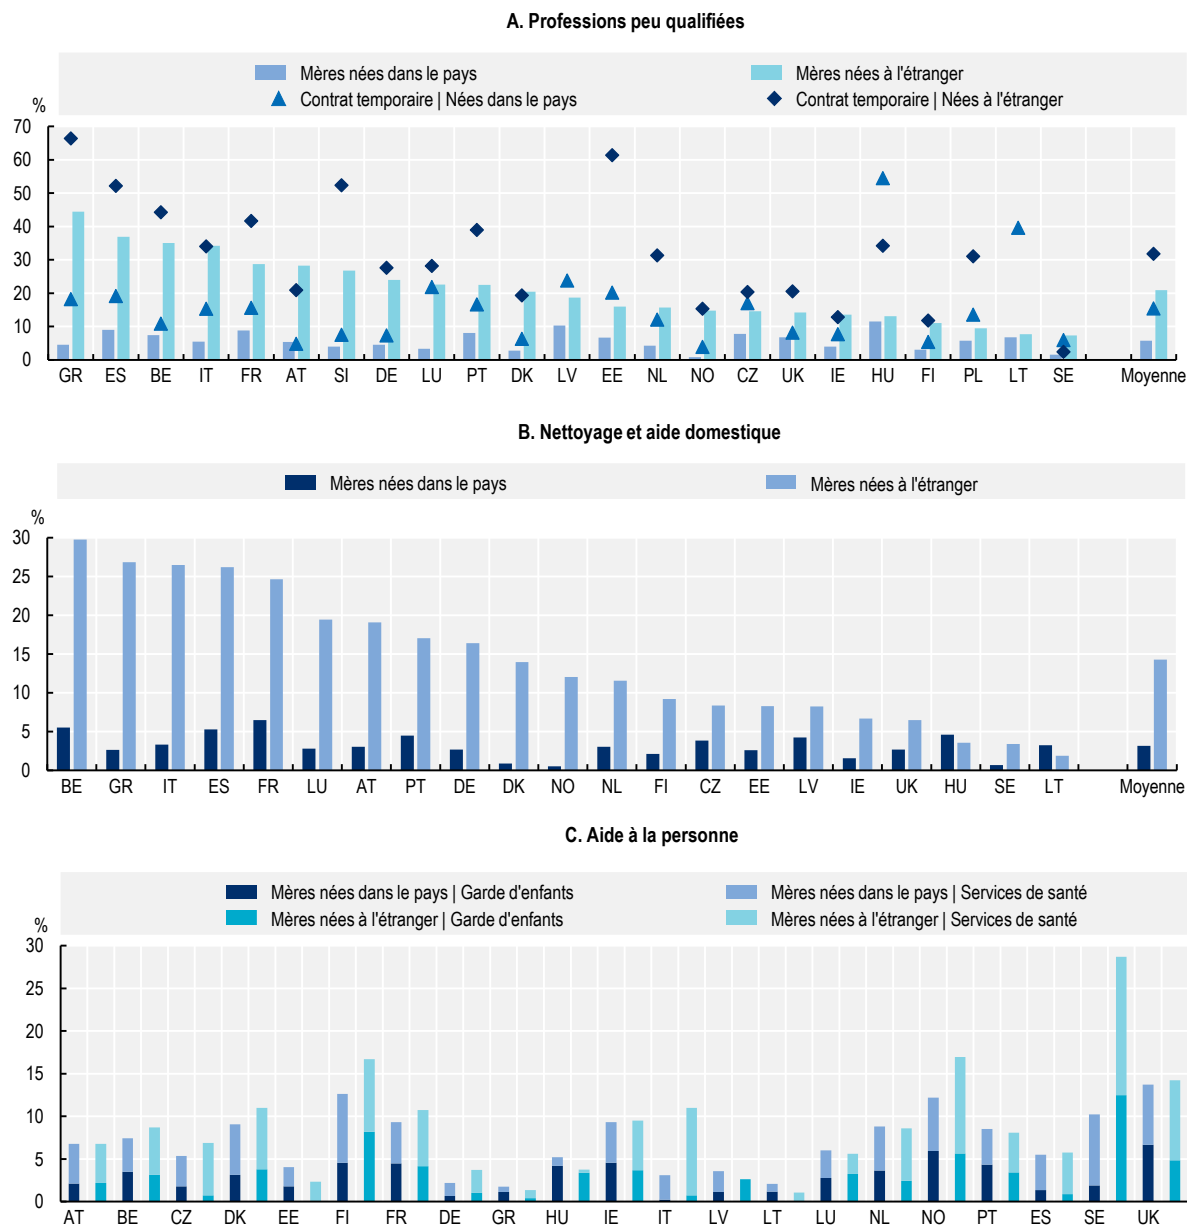 A. Professions peu qualifiées
Mères nées dans le pays
Mères nées à l'étranger
Contrat temporaire | Nées dans le pays
Contrat temporaire | Nées à l'étranger
%
70
60
50
40
30
20
10
0
GR ES BE IT FR AT SI DE LU PT DK LV EE NL NO CZ UK IE HU FI PL LT SE Moyenne
B. Nettoyage et aide domestique
Mères nées dans le pays
Mères nées à l'étranger
%
30
25
20
15
10
5
0
BE GR IT ES FR LU AT PT DE DK NO NL FI CZ EE LV IE UK HU SE LT Moyenne
C. Aide à la personne
Mères nées dans le pays | Garde d'enfants
Mères nées dans le pays | Services de santé
Mères nées à l'étranger | Garde d'enfants
Mères nées à l'étranger | Services de santé
%
30
25
20
15
10
5
0
AT BE CZ DK EE FI FR DE GR HU IE IT LV LT LU NL NO PT ES SE UK